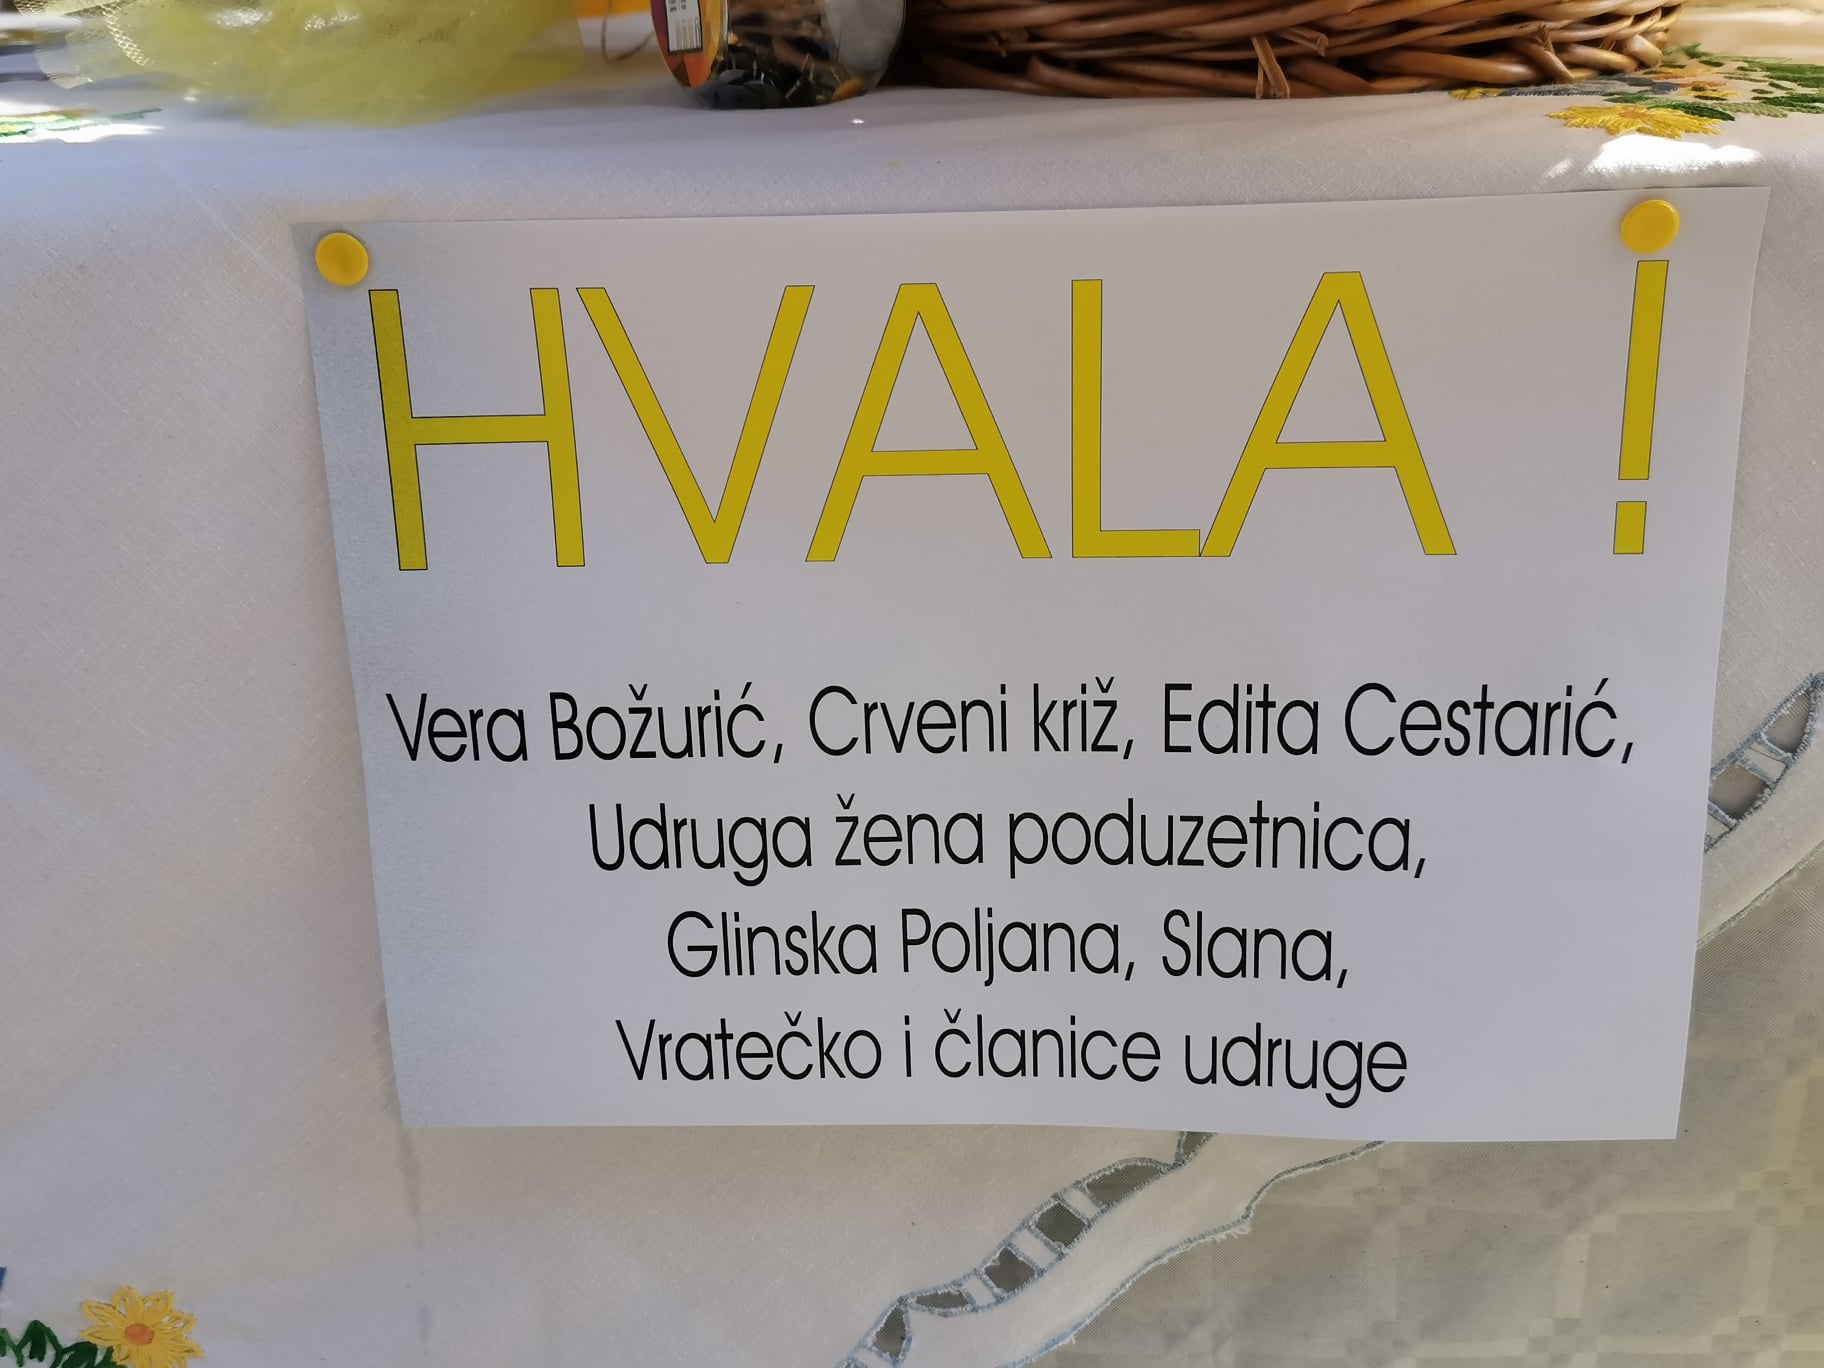 HVALA !
Vera Božurić, Crveni križ, Edita Cestarić,
Udruga žena poduzetnica,
Glinska Poljana, Slana,
Vratečko i članice udruge